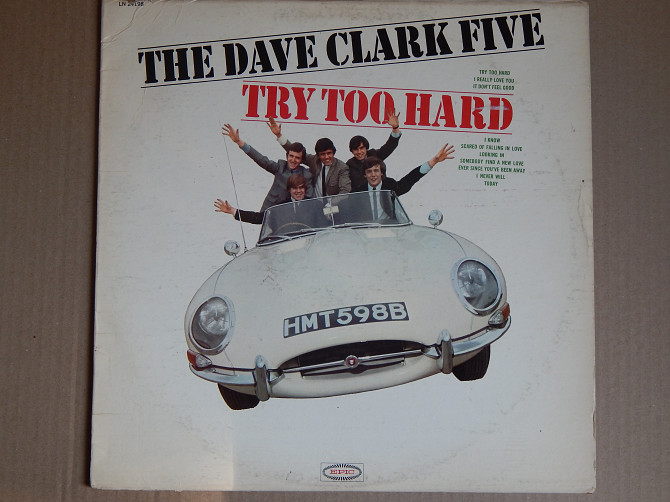 LN 24198
THE DAVE CLARK FIVE
TRY TOO HARD
TRY TOO HARD
I REALLY LOVE YOU
IT DON'T FEEL GOOD
I KNOW
SCARED OF FALLING IN LOVE
LOOKING IN
SOMEBODY FIND A NEW LOVE
EVER SINCE YOU'VE BEEN AWAY
I NEVER WILL
TODAY
HMT598B
EPIC